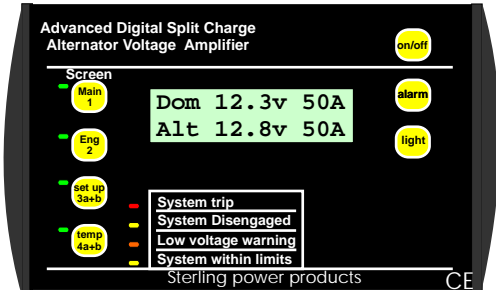 Advanced Digital Split Charge
Alternator Voltage Amplifier
on/off
Screen
Main
1
Dom 12.3v 50A
Alt 12.8v 50A
alarm
Eng
2
light
set up
3a+b
System trip
System Disengaged
temp
4a+b
Low voltage warning
System within limits
Sterling power products
CE